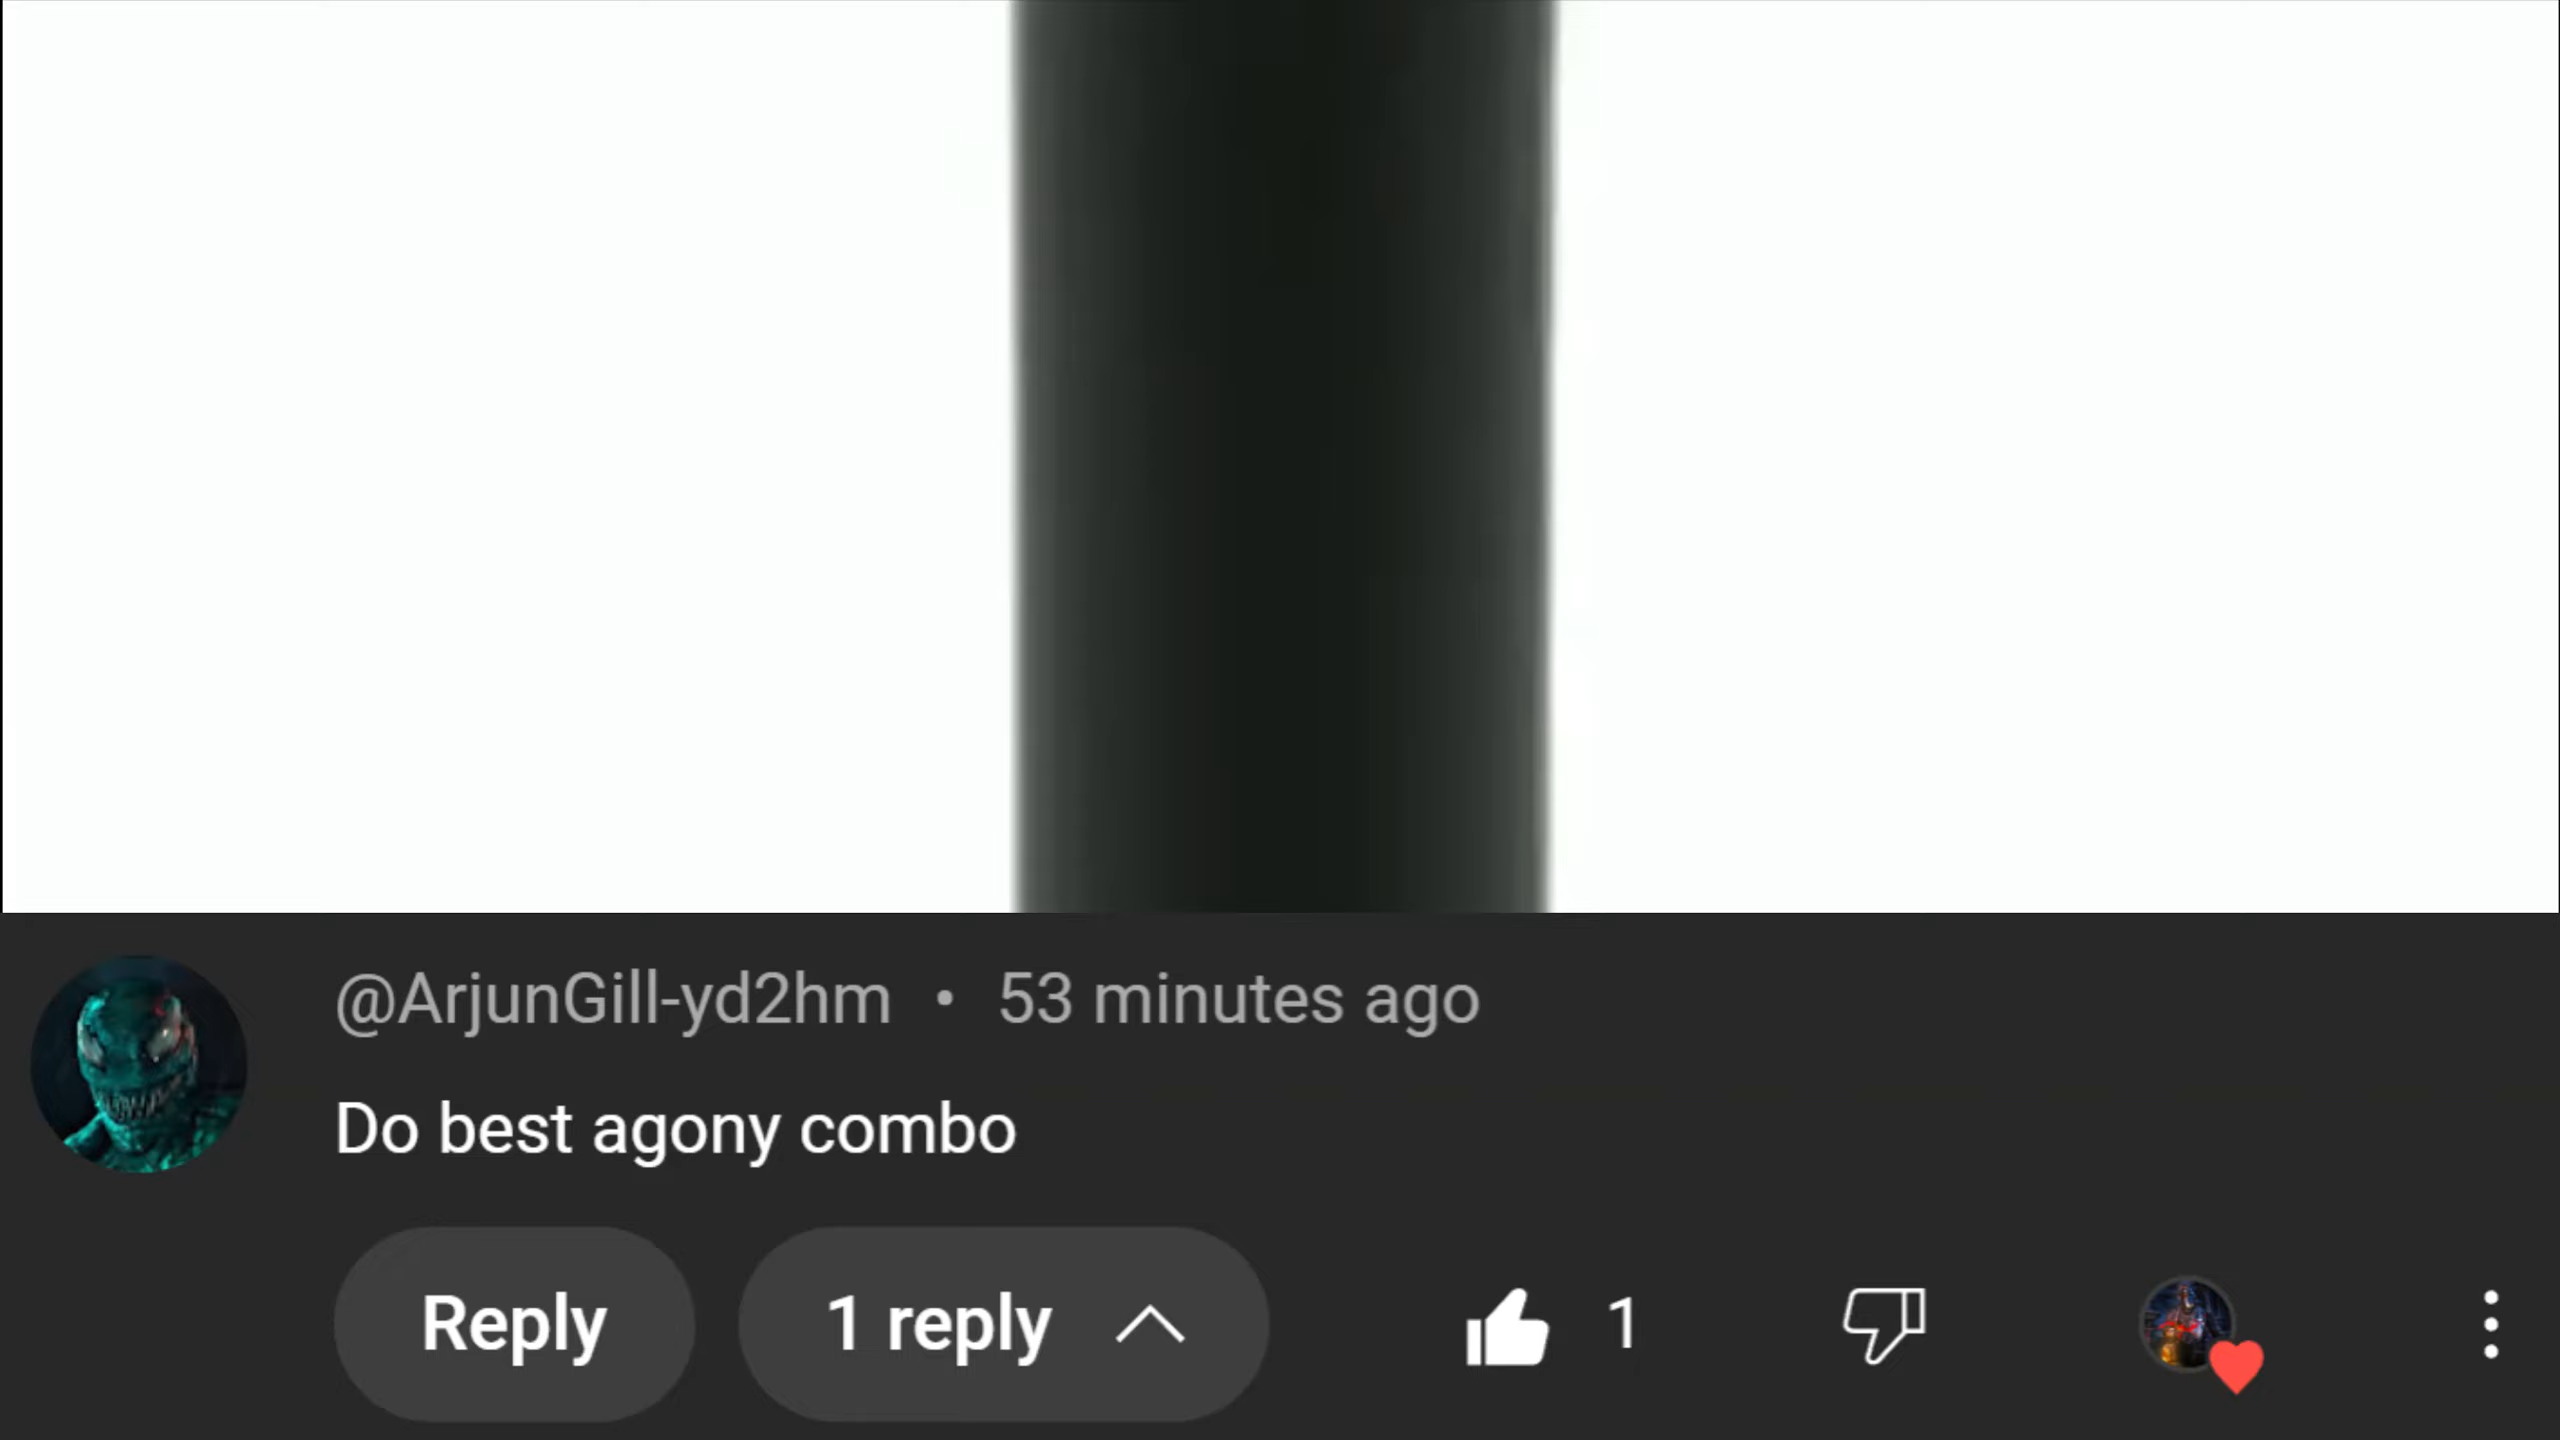 @ArjunGill-yd2hm • 53 minutes ago
Do best agony combo
Reply 1 reply 1